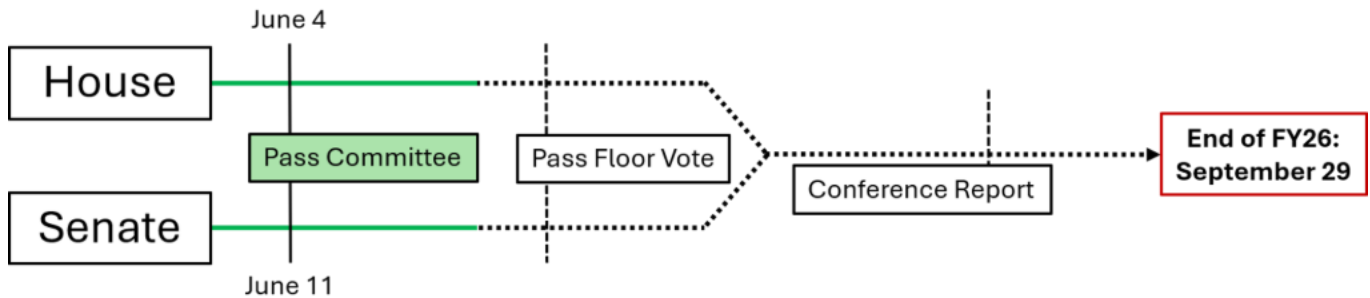 June 4
House
Pass Committee
Pass Floor Vote
Conference Report
End of FY26:
September 29
Senate
June 11